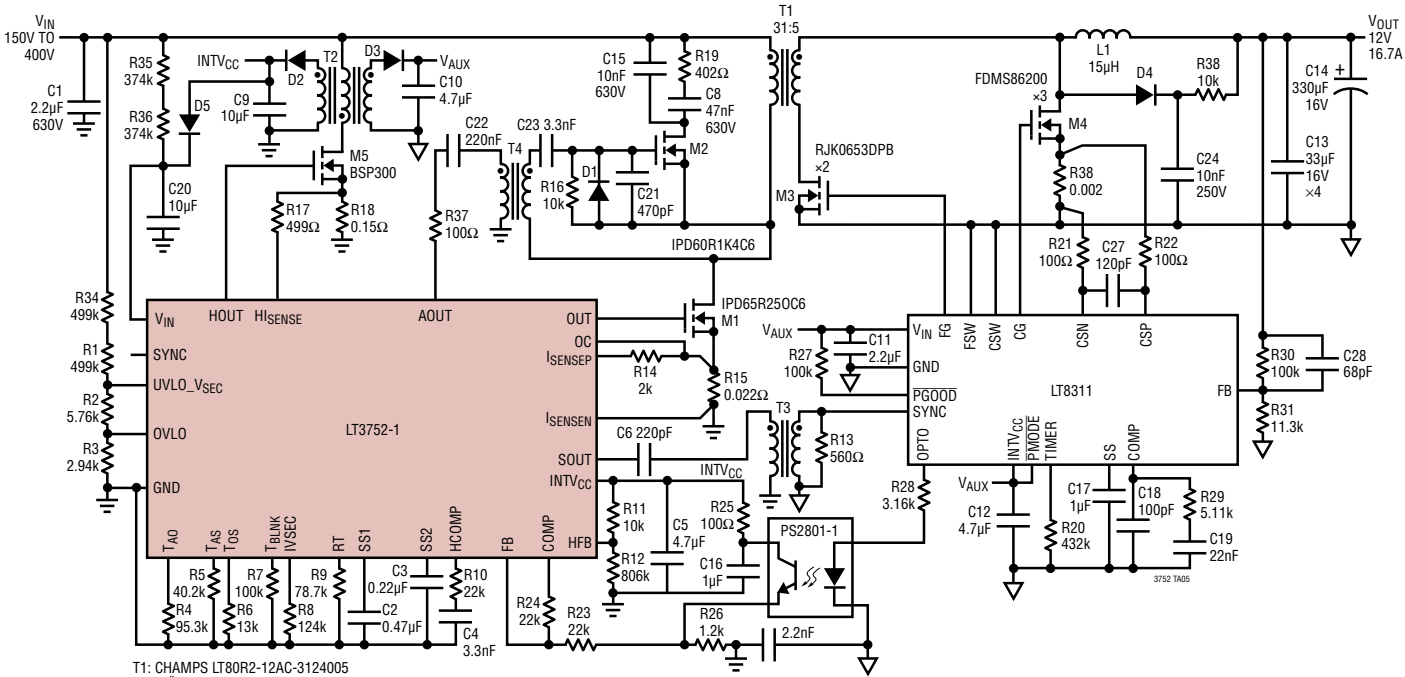 VIN
150V TO
400V
C1
2.2µF
630V
R35
374k
R36
374k
D5
C20
10µF
INTVCC
D2
C9
10µF
T2
D3
VAUX
C10
4.7µF
M5
BSP300
R17
499Ω
R18
0.15Ω
C22
220nF
R37
100Ω
T4
C23 3.3nF
R16
10k
D1
C21
470pF
C15
10nF
630V
R19
402Ω
C8
47nF
630V
M2
IPD60R1K4C6
T1
31:5
RJK0653DPB
×2
M3
FDMS86200
×3
M4
L1
15µH
D4
R38
10k
R38
0.002
C24
10nF
250V
C14
330µF
16V
+
C13
33µF
16V
×4
VOUT
12V
16.7A
R21
100Ω
C27
120pF
R22
100Ω
R34
499k
R1
499k
R2
5.76k
R3
2.94k
VIN
SYNC
UVLO_VSEC
OVLO
GND
HOUT
HISENSE
AOUT
OUT
OC
ISENSEP
ISENSEN
SOUT
INTVCC
HFB
LT3752-1
TAO
TAS
TOS
TBLNK
IVSEC
RT
SS1
SS2
HCOMP
FB
COMP
IPD65R25OC6
M1
R14
2k
R15
0.022Ω
C6 220pF
T3
R13
560Ω
INTVCC
R11
10k
R12
806k
C5
4.7µF
R25
100Ω
C16
1µF
PS2801-1
R28
3.16k
R4
95.3k
R5
40.2k
R6
13k
R7
100k
R8
124k
R9
78.7k
C2
0.47µF
C3
0.22µF
R10
22k
C4
3.3nF
R24
22k
R23
22k
R26
1.2k
2.2nF
VAUX
R27
100k
C11
2.2µF
VIN
GND
PGOOD
SYNC
OPTO
FG
FSW
CSW
CG
CSN
CSP
LT8311
FB
INTVCC
PMODE
TIMER
SS
COMP
R30
100k
C28
68pF
R31
11.3k
VAUX
C12
4.7µF
R20
432k
C17
1µF
C18
100pF
R29
5.11k
C19
22nF
3752 TA05
T1: CHAMPS LT80R2-12AC-3124005